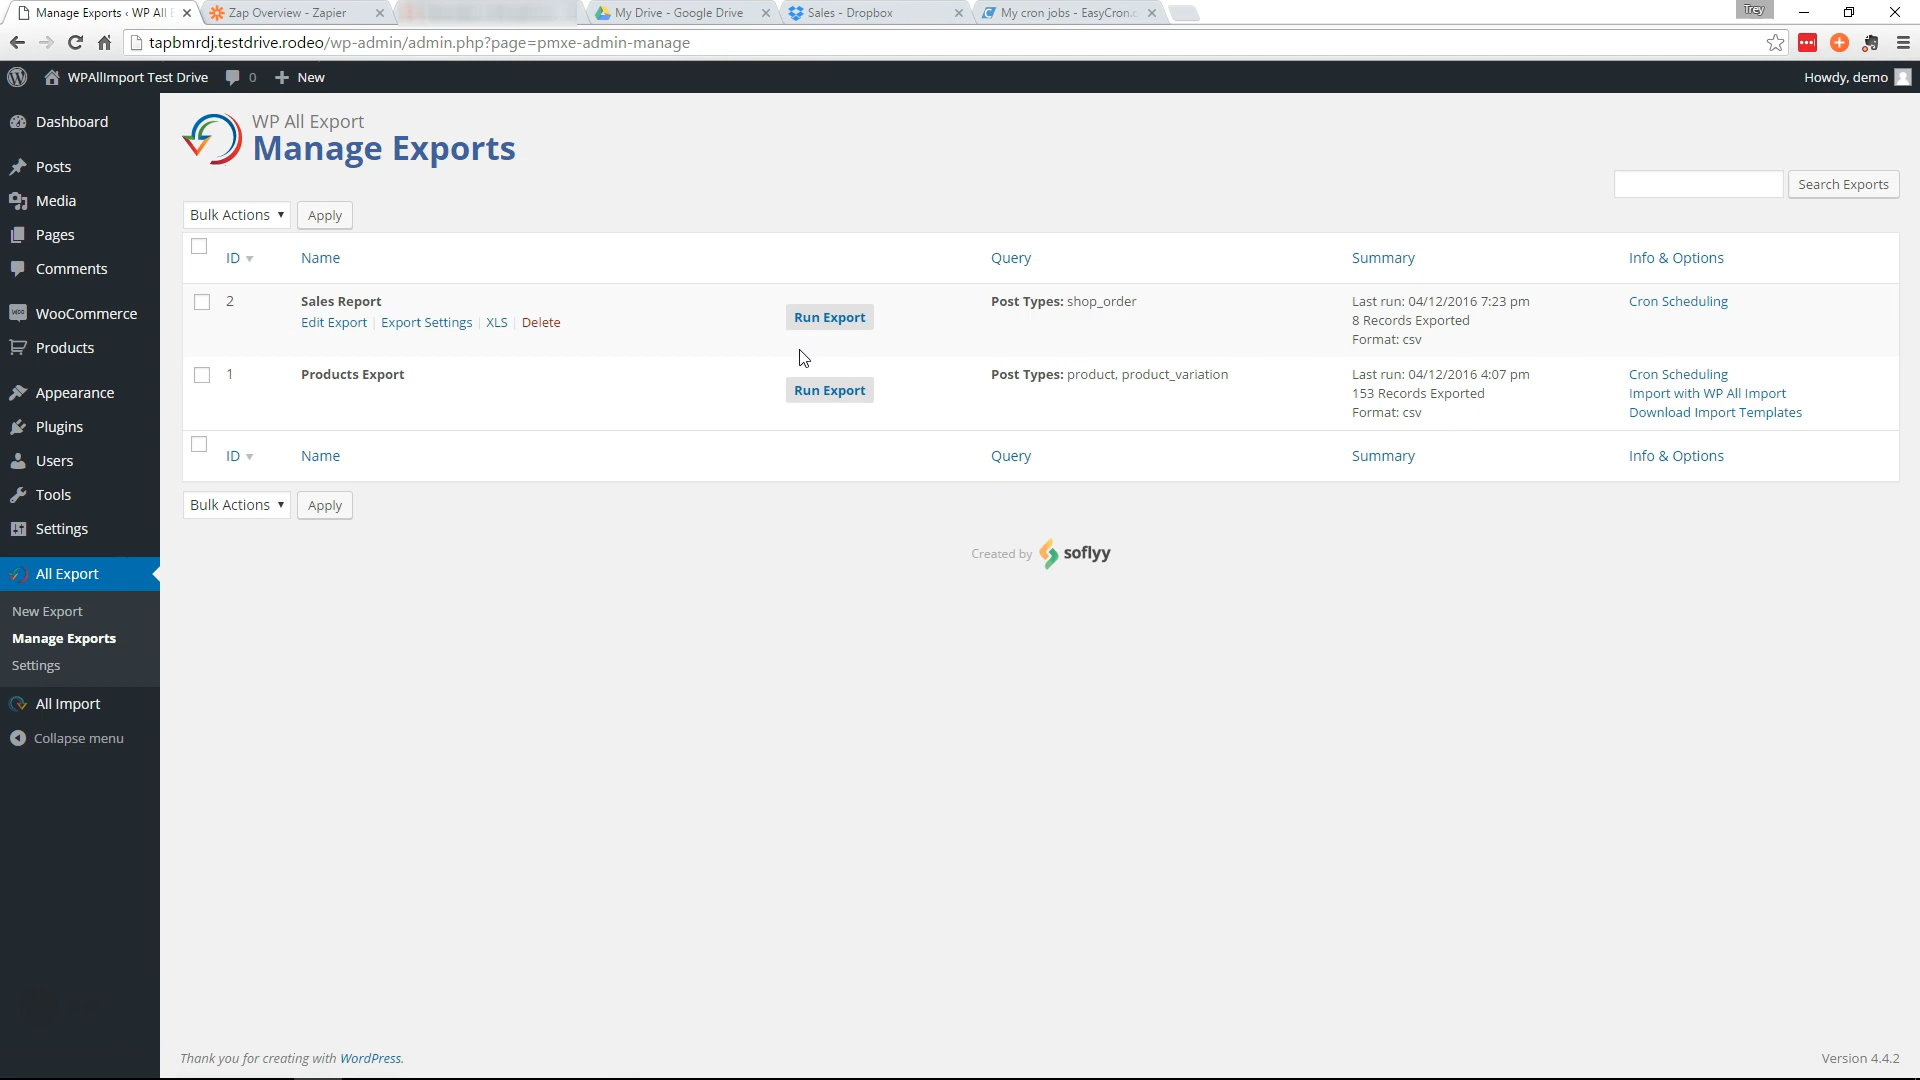 Manage Exports ‹ WP All E
Zap Overview - Zapier
My Drive - Google Drive
Sales - Dropbox
My cron jobs - EasyCron.c
Trey
tapbmrdj.testdrive.rodeo/wp-admin/admin.php?page=pmxe-admin-manage
WPAllImport Test Drive
0
New
Howdy, demo
Dashboard
Posts
Media
Pages
Comments
WooCommerce
Products
Appearance
Plugins
Users
Tools
Settings
All Export
New Export
Manage Exports
Settings
All Import
Collapse menu
WP All Export
Manage Exports
Search Exports
Bulk Actions
Apply
ID
Name
Query
Summary
Info & Options
2
Sales Report
Edit Export | Export Settings | XLS | Delete
Run Export
Post Types: shop_order
Last run: 04/12/2016 7:23 pm
8 Records Exported
Format: csv
Cron Scheduling
1
Products Export
Run Export
Post Types: product, product_variation
Last run: 04/12/2016 4:07 pm
153 Records Exported
Format: csv
Cron Scheduling
Import with WP All Import
Download Import Templates
ID
Name
Query
Summary
Info & Options
Bulk Actions
Apply
Created by soflyy
Thank you for creating with WordPress.
Version 4.4.2